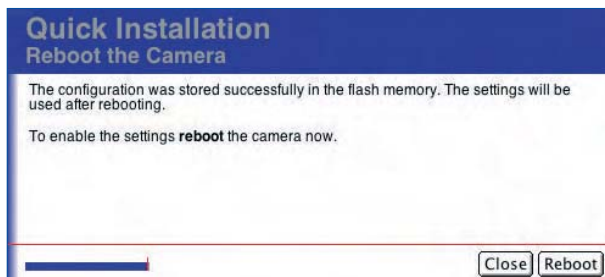 Quick Installation
Reboot the Camera
The configuration was stored successfully in the flash memory. The settings will be
used after rebooting.
To enable the settings reboot the camera now.
Close Reboot